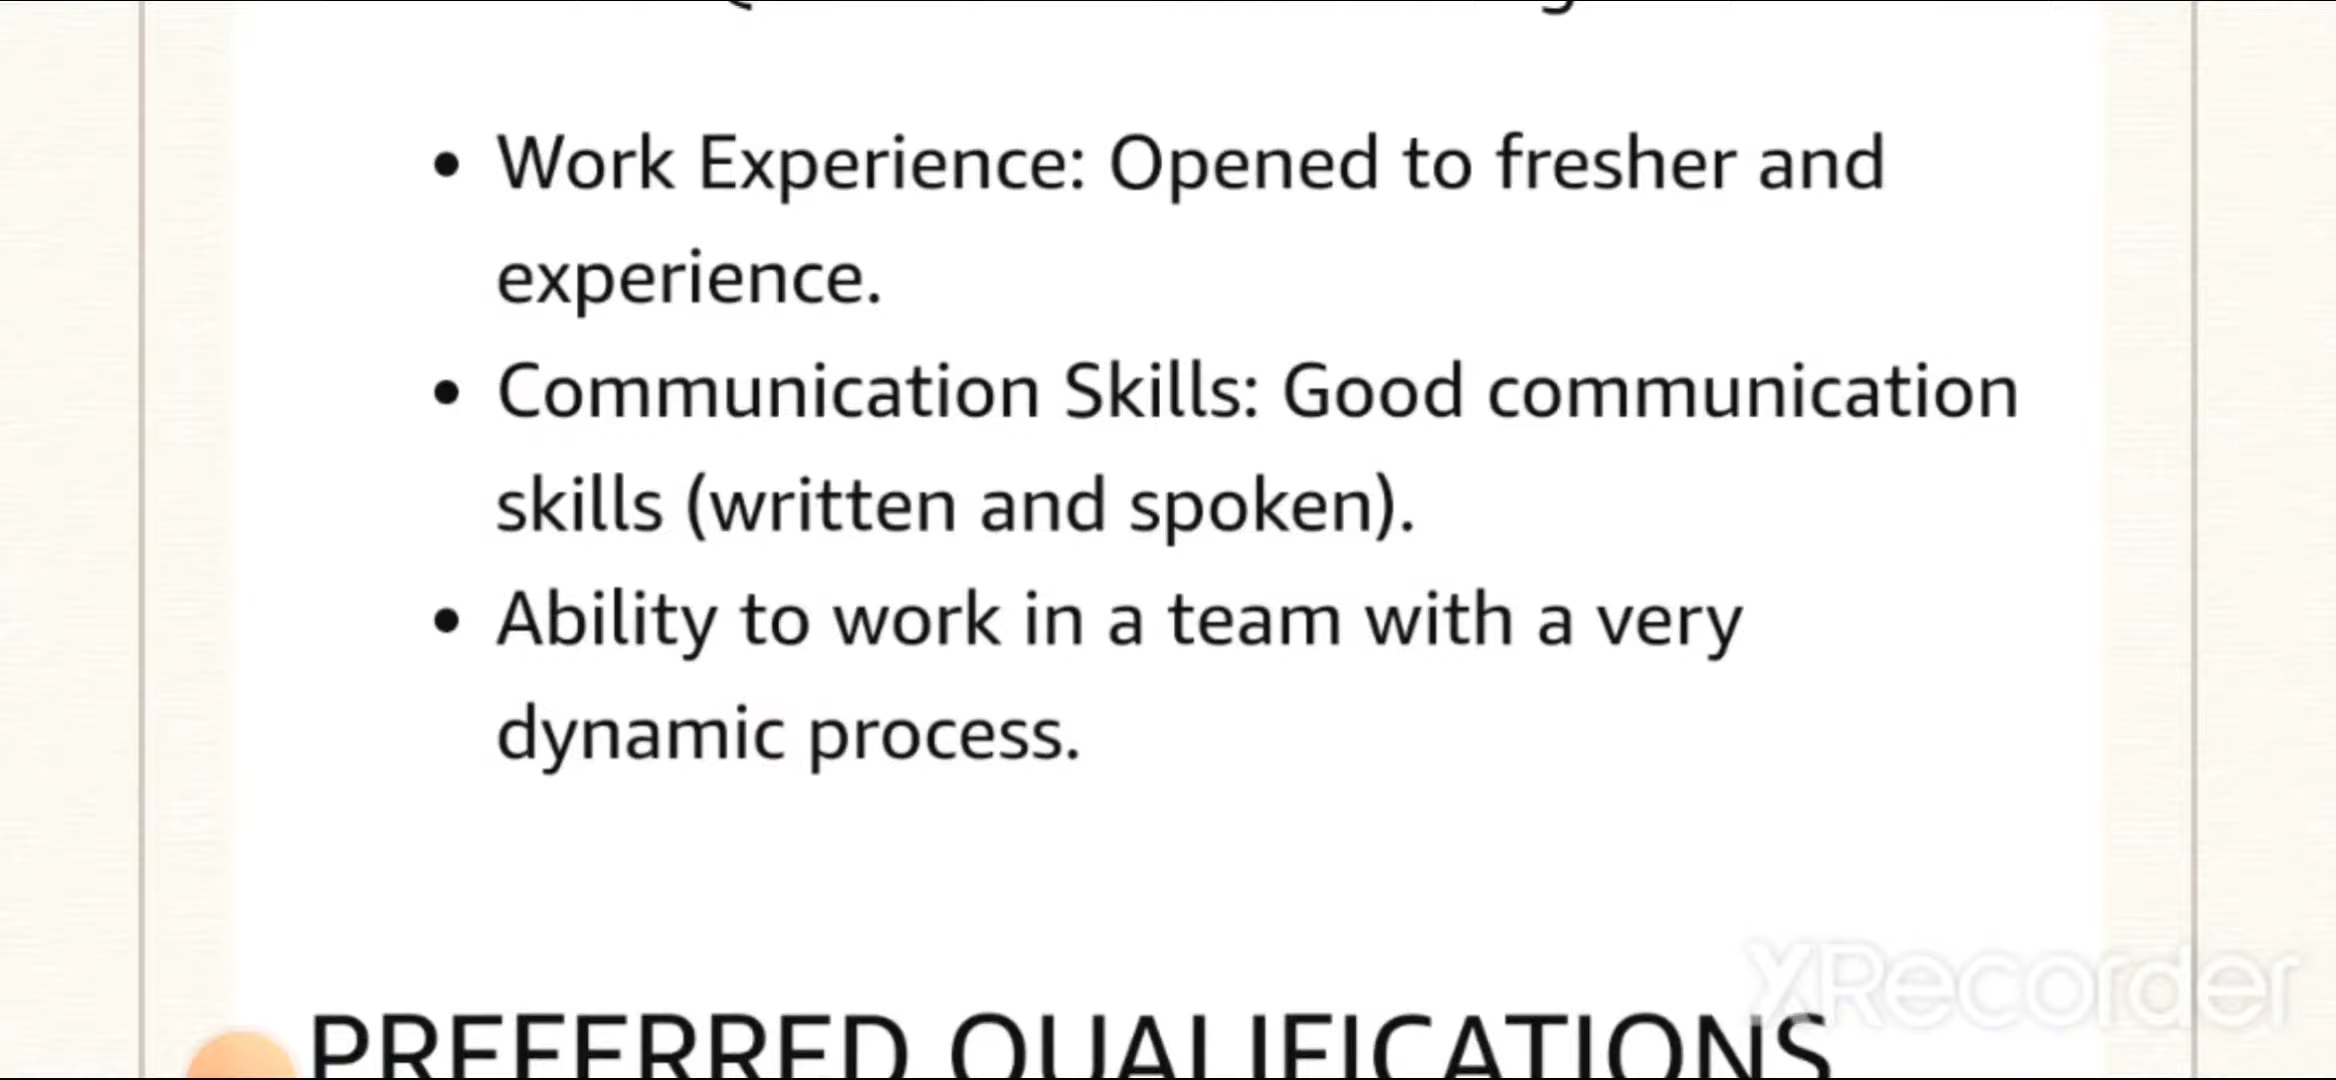 • Work Experience: Opened to fresher and
experience.
• Communication Skills: Good communication
skills (written and spoken).
• Ability to work in a team with a very
dynamic process.
XRecorder
PREFERRED QUALIFICATIONS